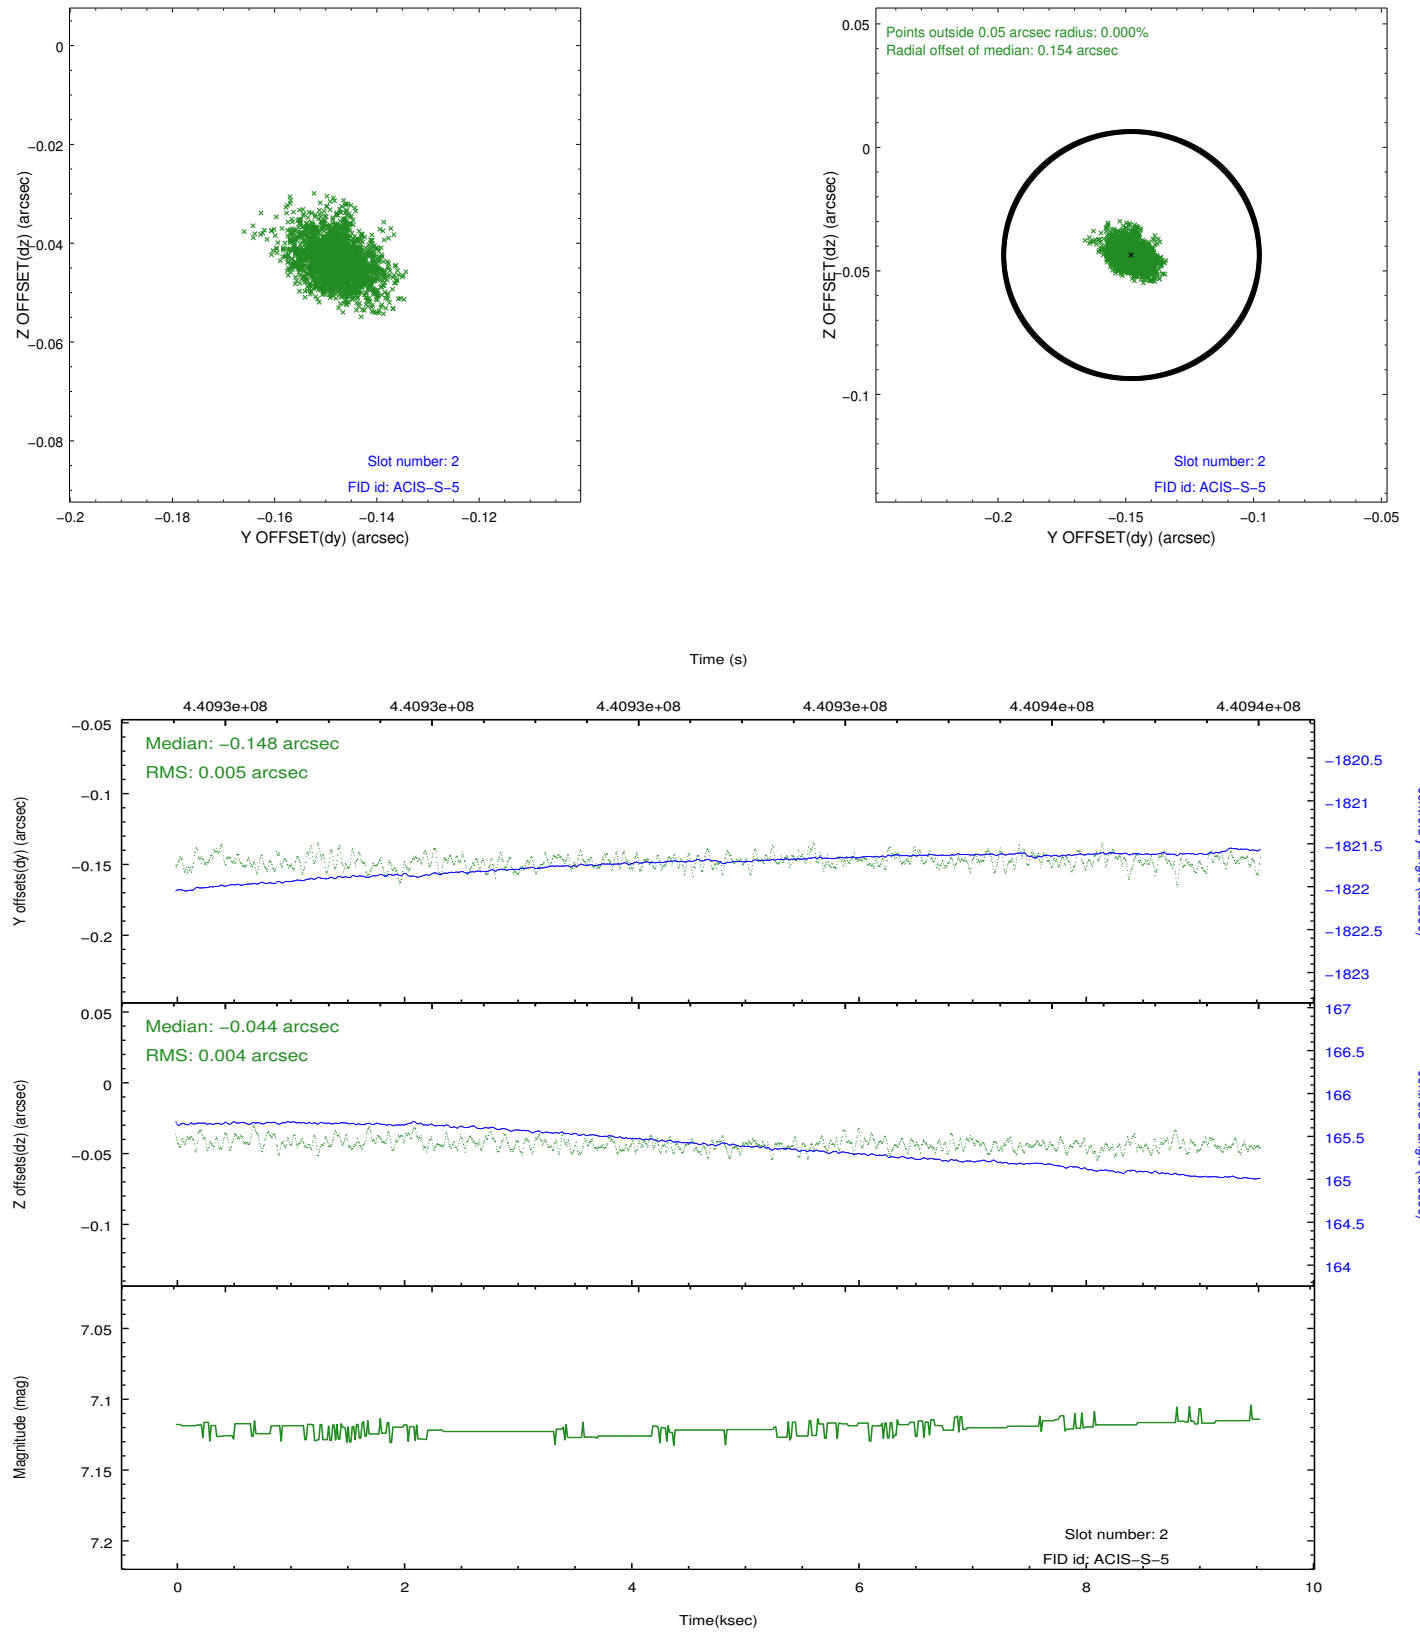 Points outside 0.05 arcsec radius: 0.000%
Radial offset of median: 0.154 arcsec
0
−0.02
−0.04
−0.06
−0.08
Z OFFSET(dz) (arcsec)
Slot number: 2
FID id: ACIS−S−5
−0.2
−0.18
−0.16
−0.14
−0.12
Y OFFSET(dy) (arcsec)
0.05
0
−0.05
−0.1
Z OFFSET(dz) (arcsec)
Slot number: 2
FID id: ACIS−S−5
−0.2
−0.15
−0.1
−0.05
Y OFFSET(dy) (arcsec)
Time (s)
4.4093e+08
4.4093e+08
4.4093e+08
4.4093e+08
4.4094e+08
4.4094e+08
Median: −0.148 arcsec
RMS: 0.005 arcsec
−0.05
−0.1
−0.15
−0.2
Y offsets(dy) (arcsec)
−1820.5
−1821
−1821.5
−1822
−1822.5
−1823
Median: −0.044 arcsec
RMS: 0.004 arcsec
0.05
0
−0.05
−0.1
Z offsets(dz) (arcsec)
167
166.5
166
165.5
165
164.5
164
7.05
7.1
7.15
7.2
Magnitude (mag)
Slot number: 2
FID id: ACIS−S−5
0
2
4
6
8
10
Time(ksec)